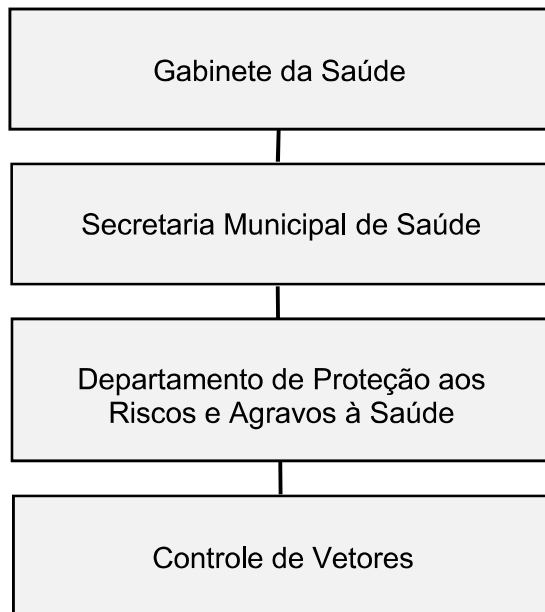 Gabinete da Saúde
Secretaria Municipal de Saúde
Departamento de Proteção aos
Riscos e Agravos à Saúde
Controle de Vetores